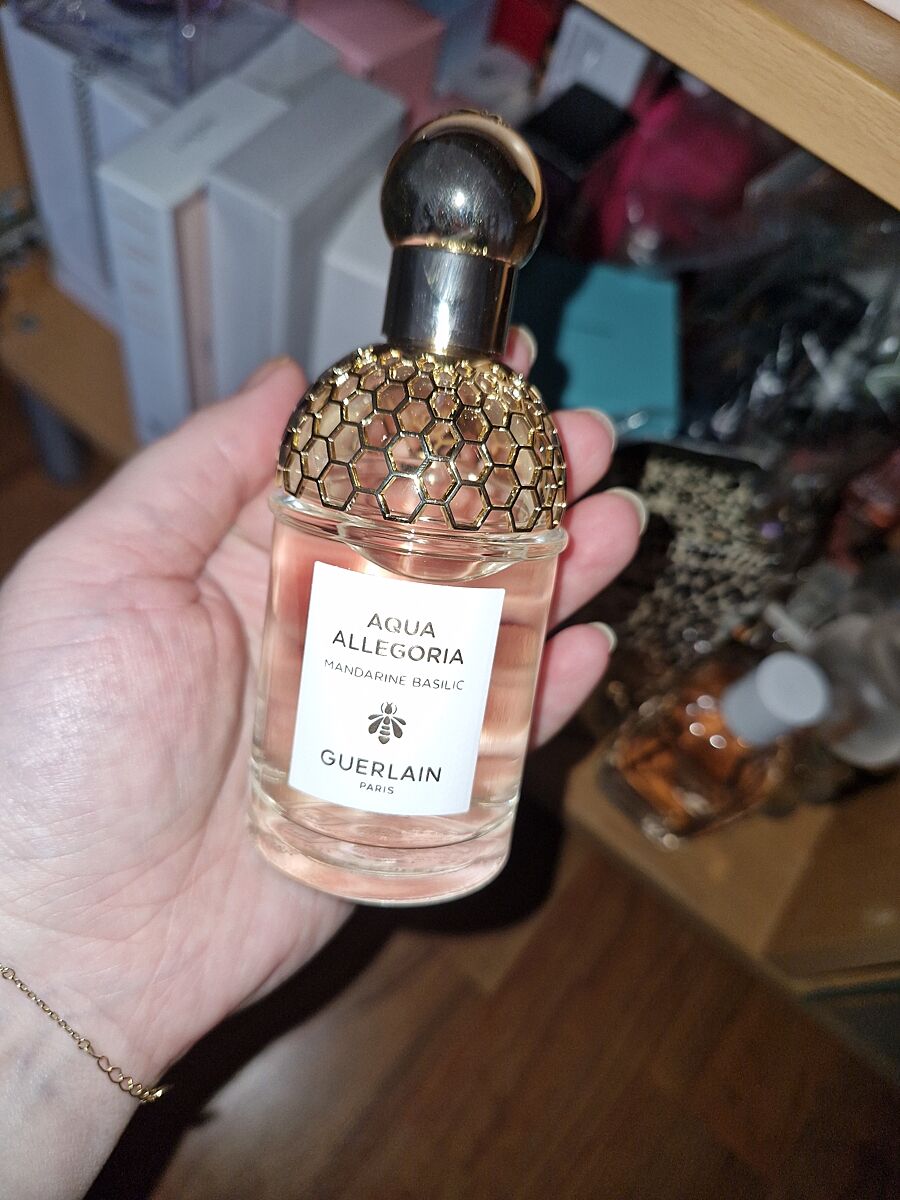 AQUA
ALLEGORIA
MANDARINE BASILIC
GUERLAIN
PARIS